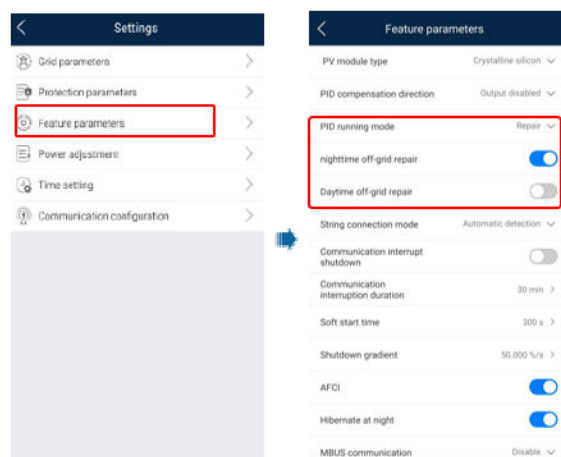 Settings
Grid parameters
Protection parameters
Feature parameters
Power adjustment
Time setting
Communication configuration
Feature parameters
PV module type
Crystalline silicon
PID compensation direction
Output disabled
PID running mode
Repair
nighttime off-grid repair
Daytime off-grid repair
String connection mode
Automatic detection
Communication interrupt
shutdown
Communication
interruption duration
30 min
Soft start time
300 s
Shutdown gradient
50.000 %/s
AFCI
Hibernate at night
MBUS communication
Disable